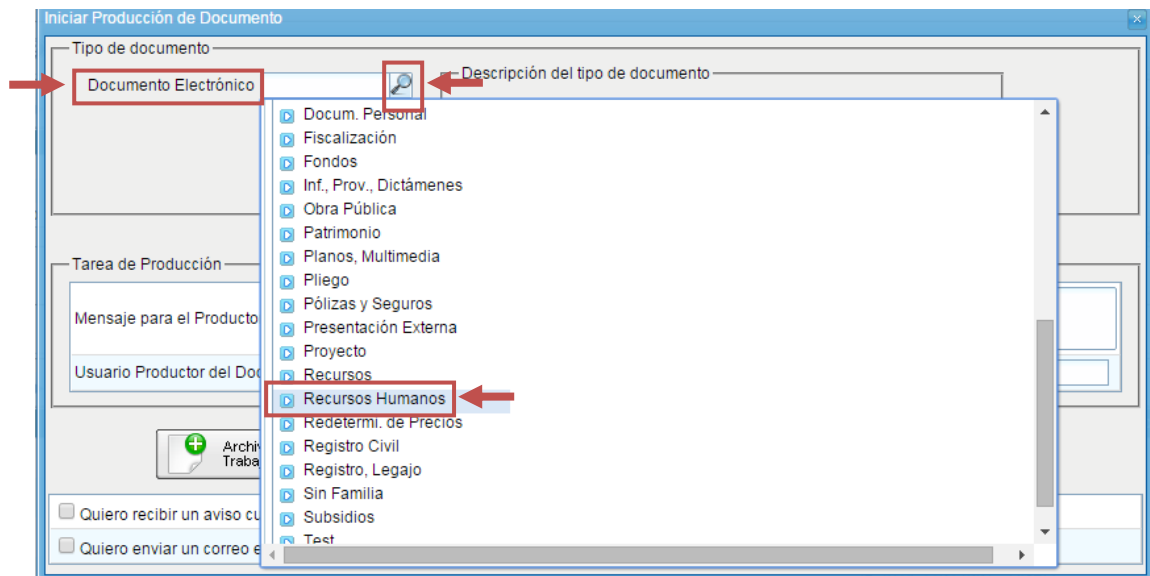 Iniciar Producción de Documento
Tipo de documento
Documento Electrónico
Descripción del tipo de documento
Docum. Personal
Fiscalización
Fondos
Inf., Prov., Dictámenes
Obra Pública
Patrimonio
Planos, Multimedia
Pliego
Pólizas y Seguros
Presentación Externa
Proyecto
Recursos
Recursos Humanos
Redetermi. de Precios
Registro Civil
Registro, Legajo
Sin Familia
Subsidios
Test
Tarea de Producción
Mensaje para el Producto
Usuario Productor del Doc
Archiv
Traba
Quiero recibir un aviso cu
Quiero enviar un correo e